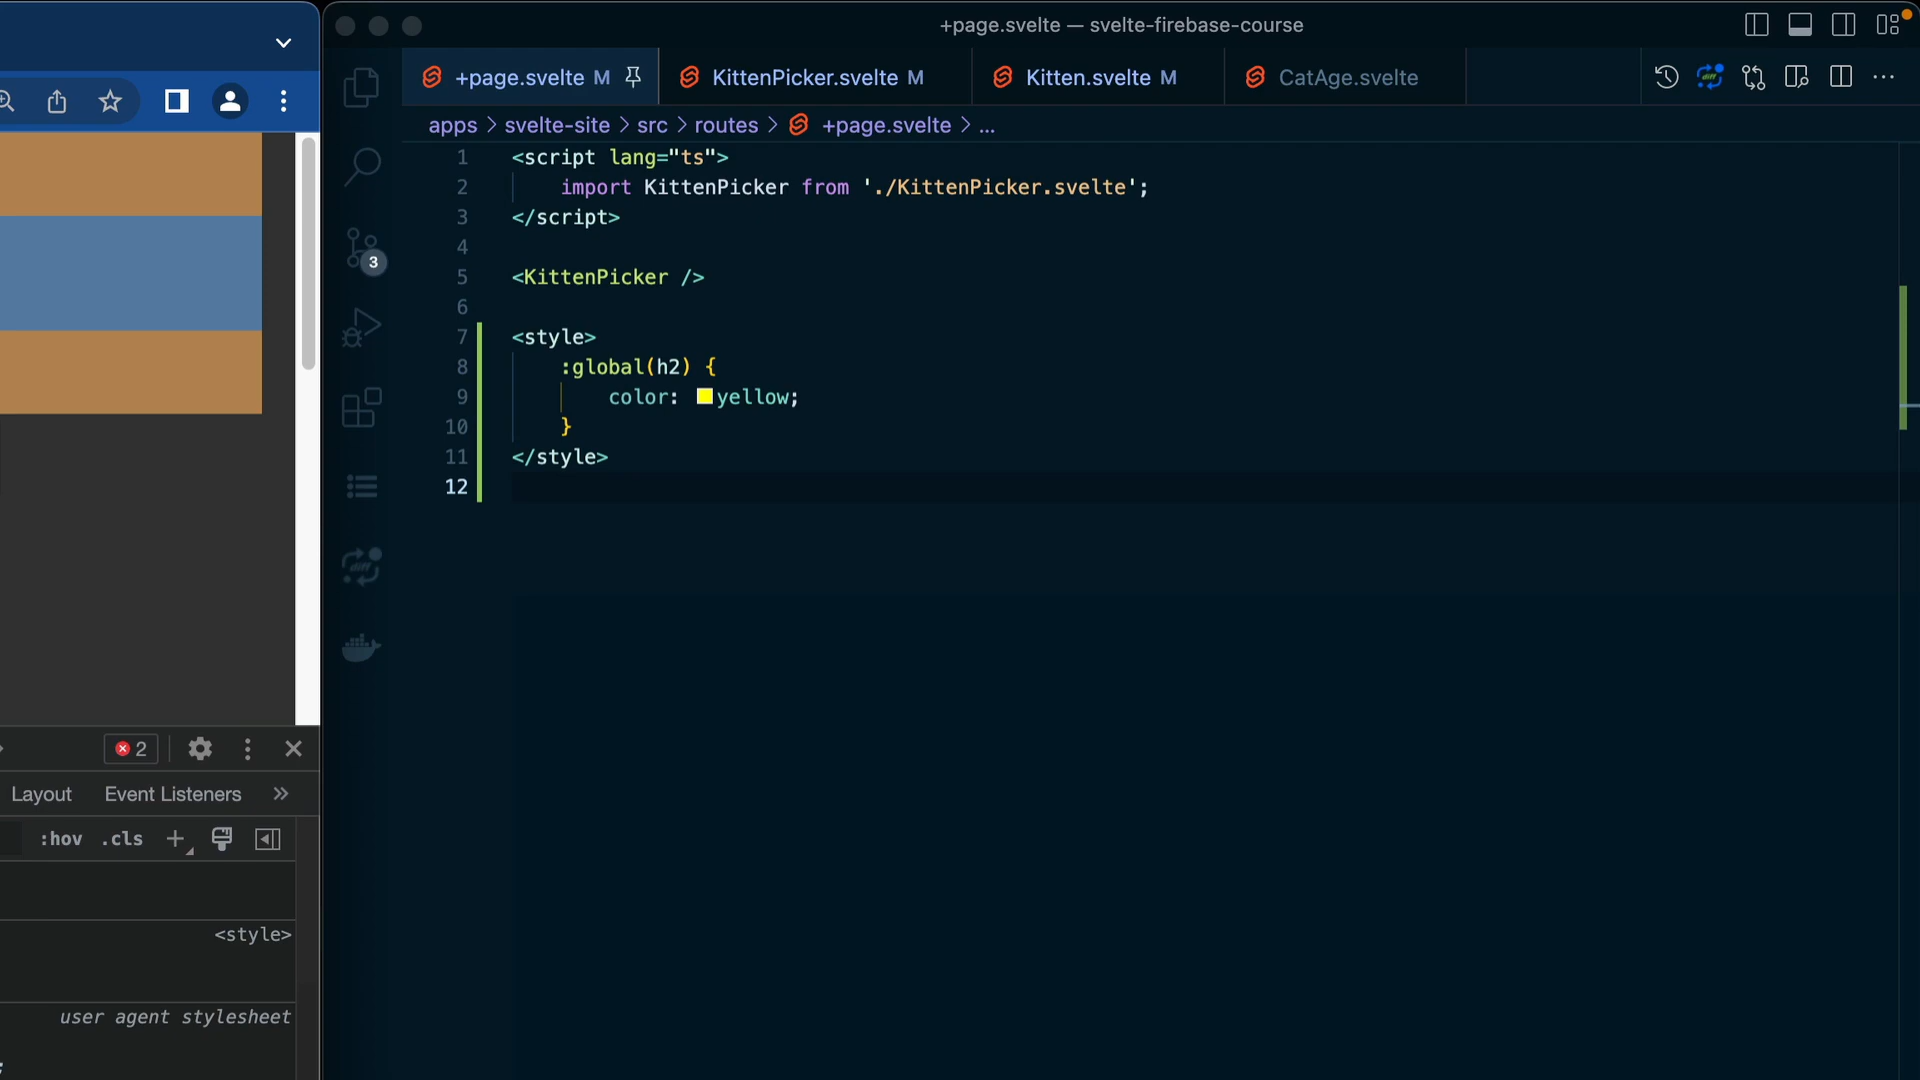 +page.svelte — svelte-firebase-course
+page.svelte M
KittenPicker.svelte M
Kitten.svelte M
CatAge.svelte
apps > svelte-site > src > routes > +page.svelte > ...
1 <script lang="ts">
2 import KittenPicker from './KittenPicker.svelte';
3 </script>
4
5 <KittenPicker />
6
7 <style>
8 :global(h2) {
9 color: yellow;
10 }
11 </style>
12
3
2
Layout Event Listeners »
:hov .cls +
<style>
user agent stylesheet
;